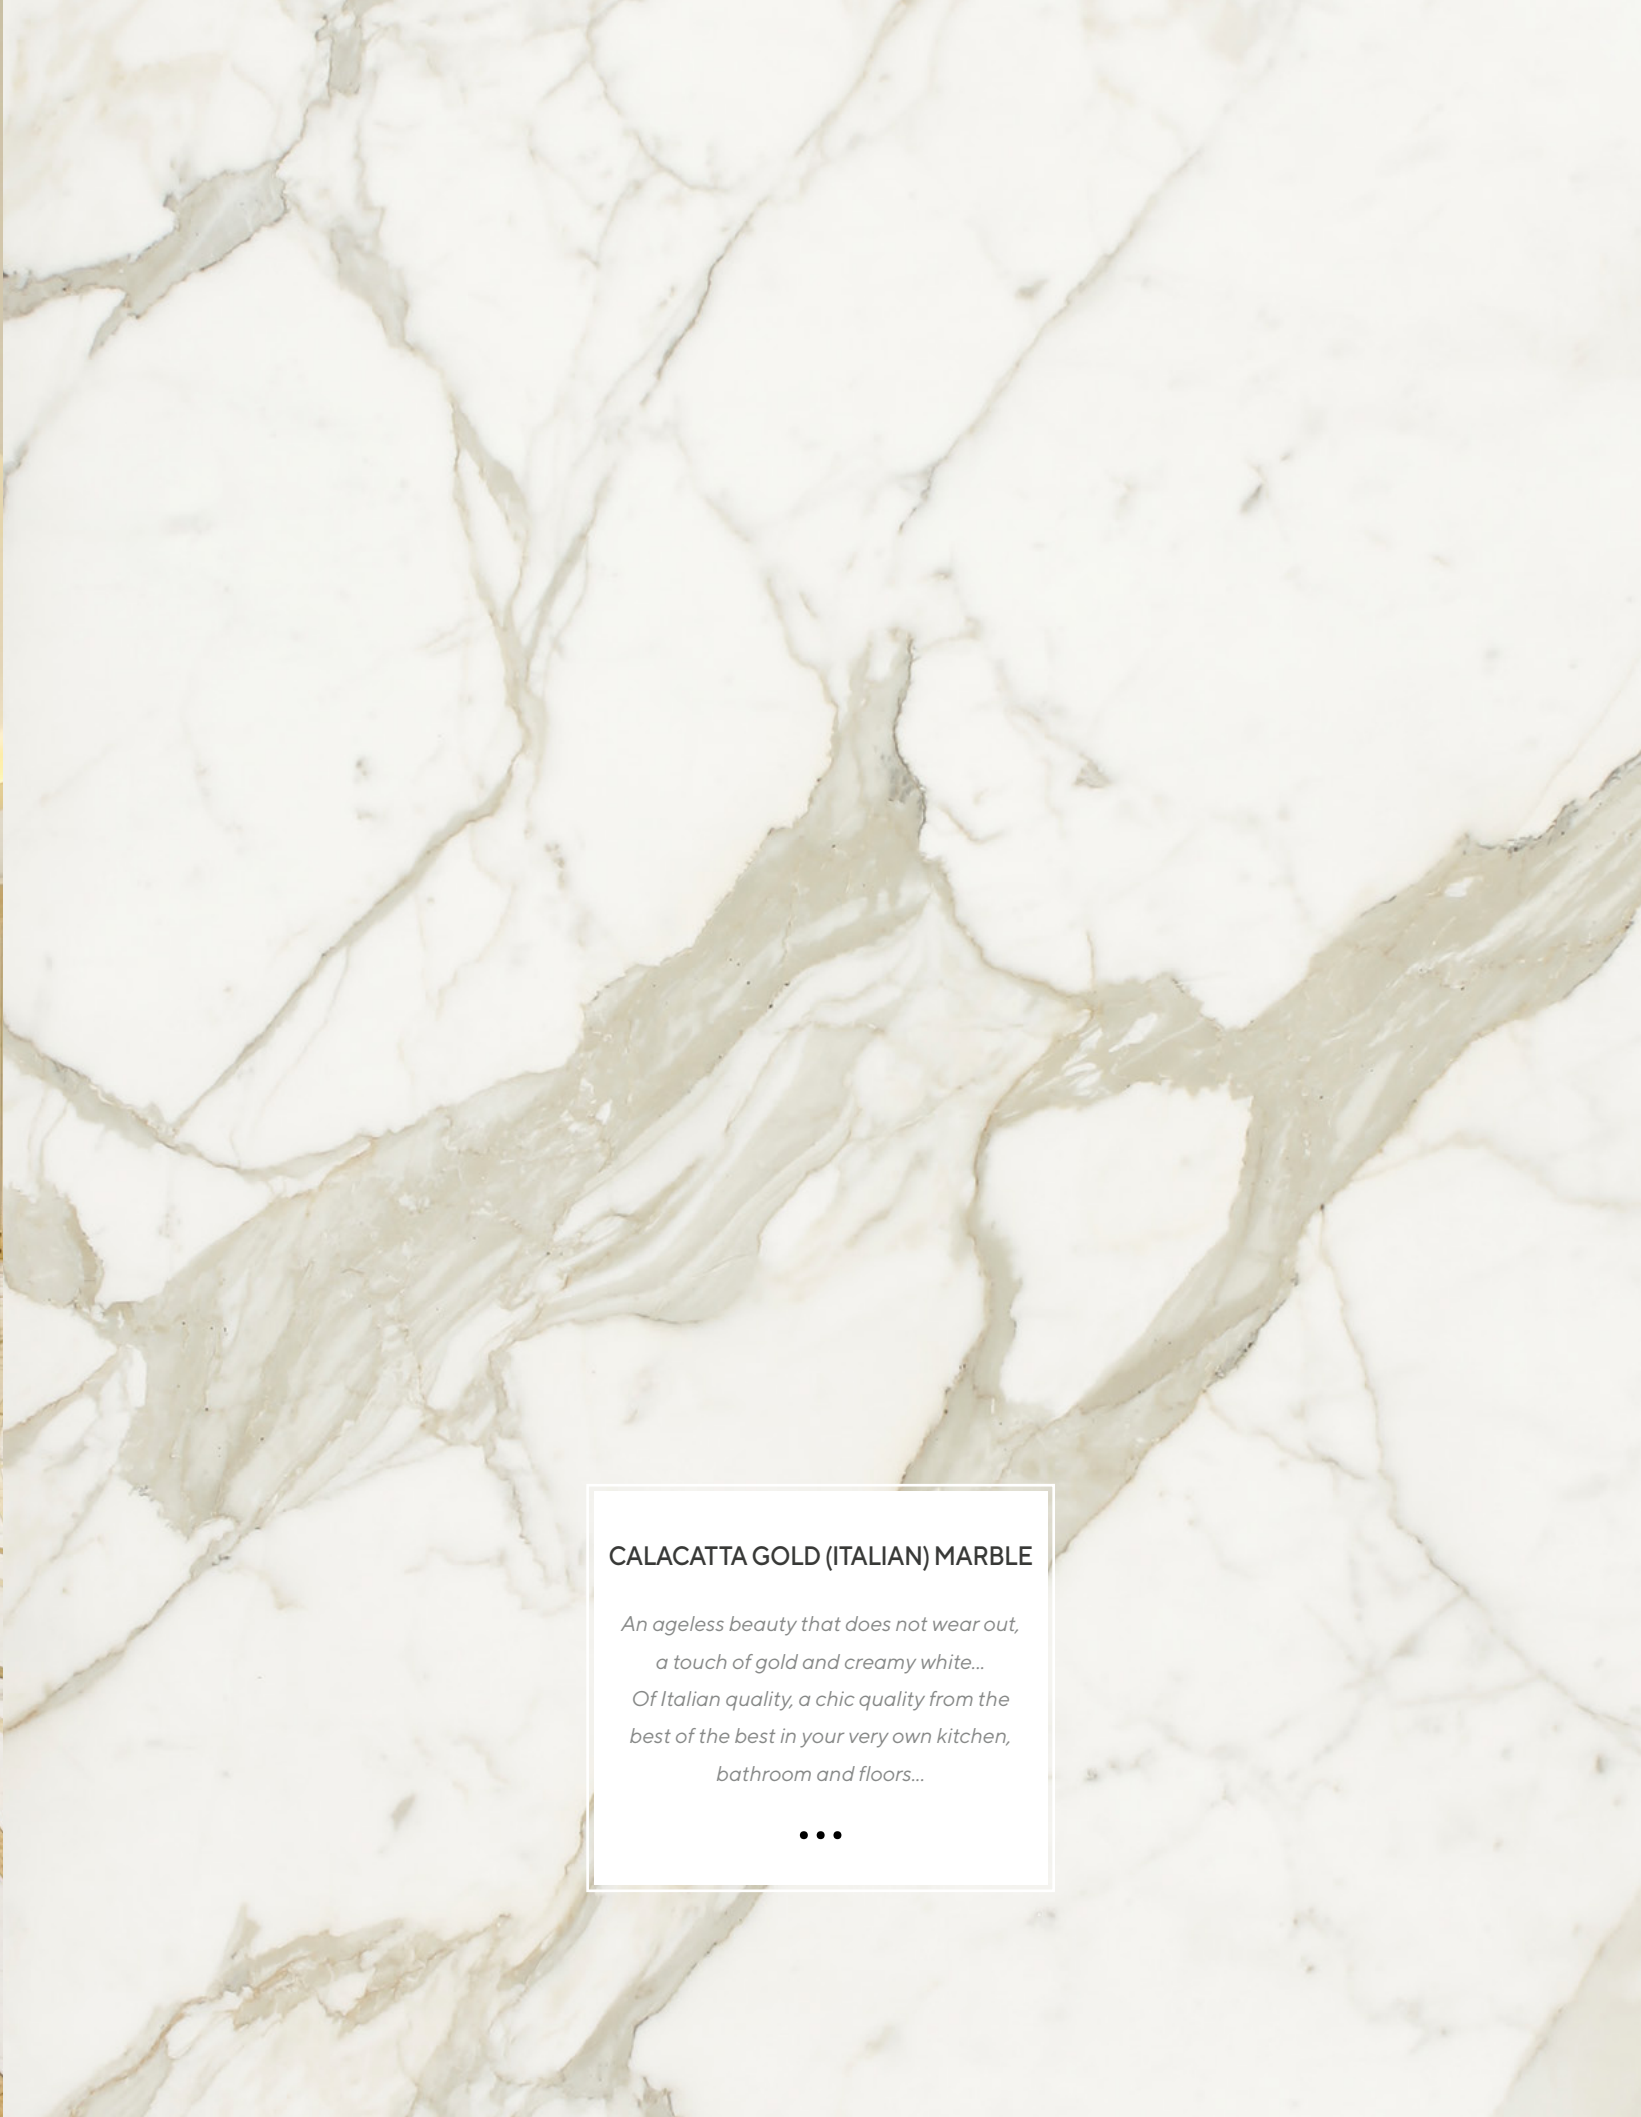 CALACATTA GOLD (ITALIAN) MARBLE
An ageless beauty that does not wear out,
a touch of gold and creamy white...
Of Italian quality, a chic quality from the
best of the best in your very own kitchen,
bathroom and floors...